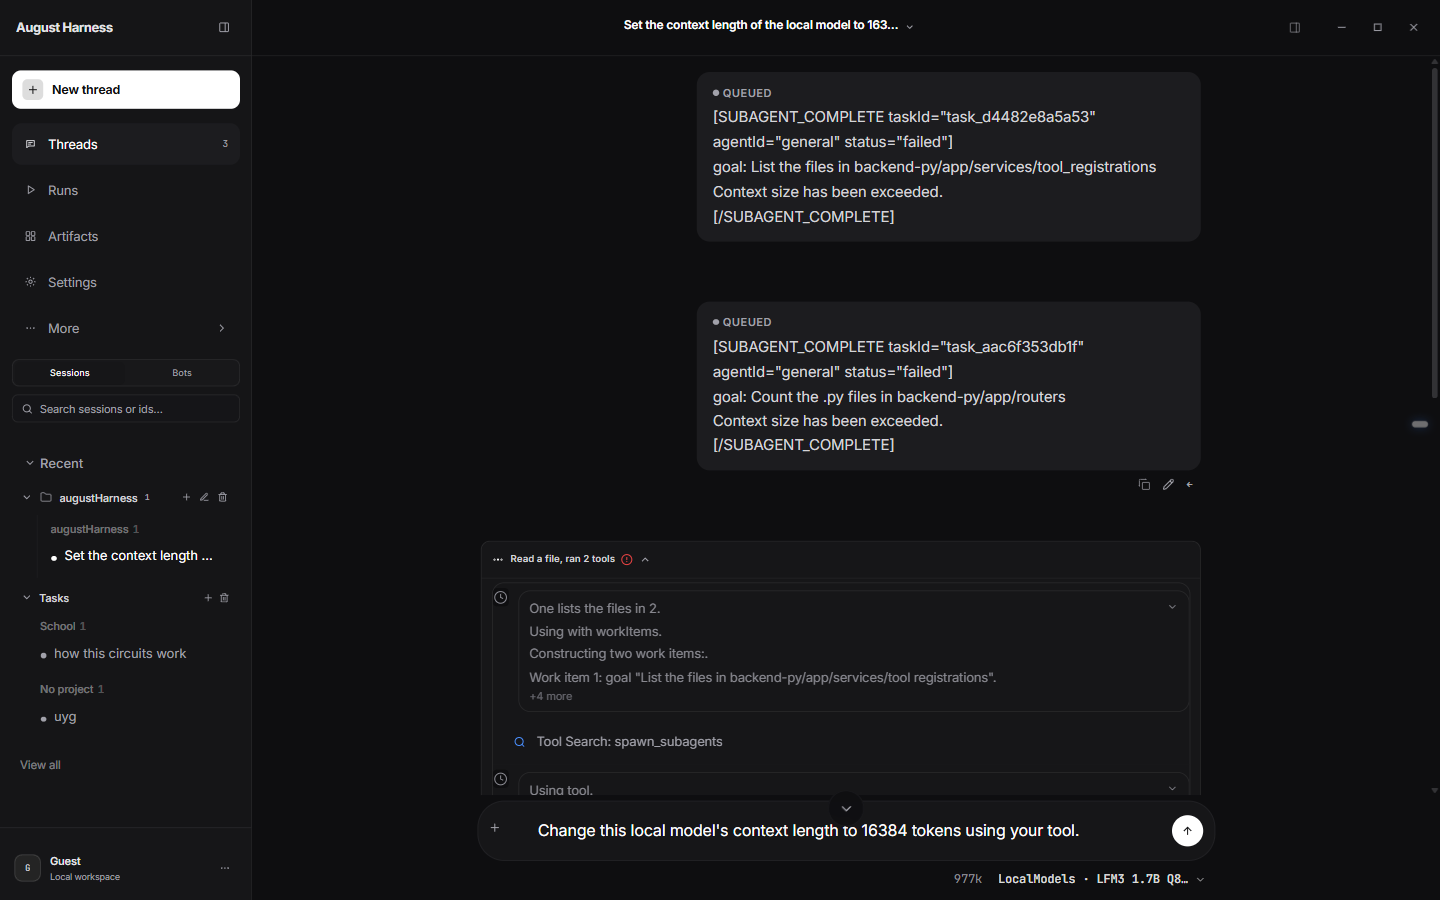 August Harness
New thread
Threads
3
Runs
Artifacts
Settings
More
Sessions
Bots
Search sessions or ids...
Recent
augustHarness 1
augustHarness 1
Set the context length ...
Tasks
School 1
how this circuits work
No project 1
uyg
View all
G
Guest
Local workspace
Set the context length of the local model to 163...
QUEUED
[SUBAGENT_COMPLETE taskId="task_d4482e8a5a53"
agentId="general" status="failed"]
goal: List the files in backend-py/app/services/tool_registrations
Context size has been exceeded.
[/SUBAGENT_COMPLETE]
QUEUED
[SUBAGENT_COMPLETE taskId="task_aac6f353db1f"
agentId="general" status="failed"]
goal: Count the .py files in backend-py/app/routers
Context size has been exceeded.
[/SUBAGENT_COMPLETE]
Read a file, ran 2 tools
One lists the files in 2.
Using with workItems.
Constructing two work items:.
Work item 1: goal "List the files in backend-py/app/services/tool registrations".
+4 more
Tool Search: spawn_subagents
Using tool.
Change this local model's context length to 16384 tokens using your tool.
977k LocalModels · LFM3 1.7B Q8…